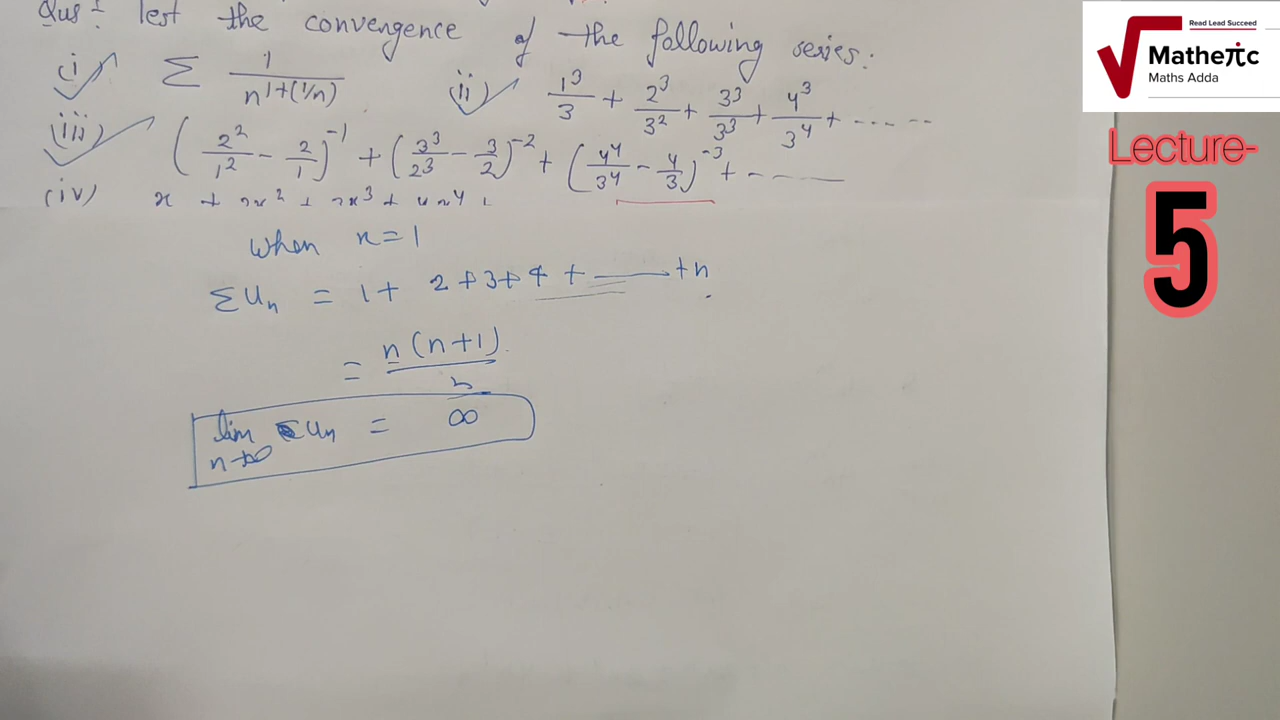 Qus:- Test the convergence of the following series:
(i) Σ 1/n^{1+(1/n)} (ii) 1³/3 + 2³/3² + 3³/3³ + 4³/3⁴ + ......
(iii) (2²/1² - 2/1)⁻¹ + (3³/2³ - 3/2)⁻² + (4⁴/3⁴ - 4/3)⁻³ + - ——
(iv)
when x=1
ΣUn = 1 + 2+3+4 + ——— +n
= n(n+1)/2
lim n→∞ Σun = ∞
Read Lead Succeed
Matheπc
Maths Adda
Lecture-
5